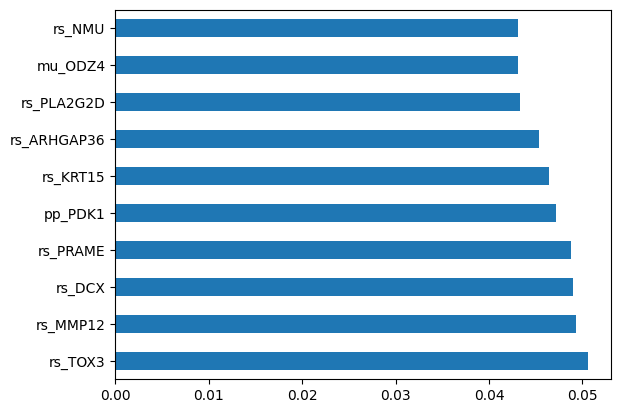 rs_NMU
mu_ODZ4
rs_PLA2G2D
rs_ARHGAP36
rs_KRT15
pp_PDK1
rs_PRAME
rs_DCX
rs_MMP12
rs_TOX3
0.00 0.01 0.02 0.03 0.04 0.05